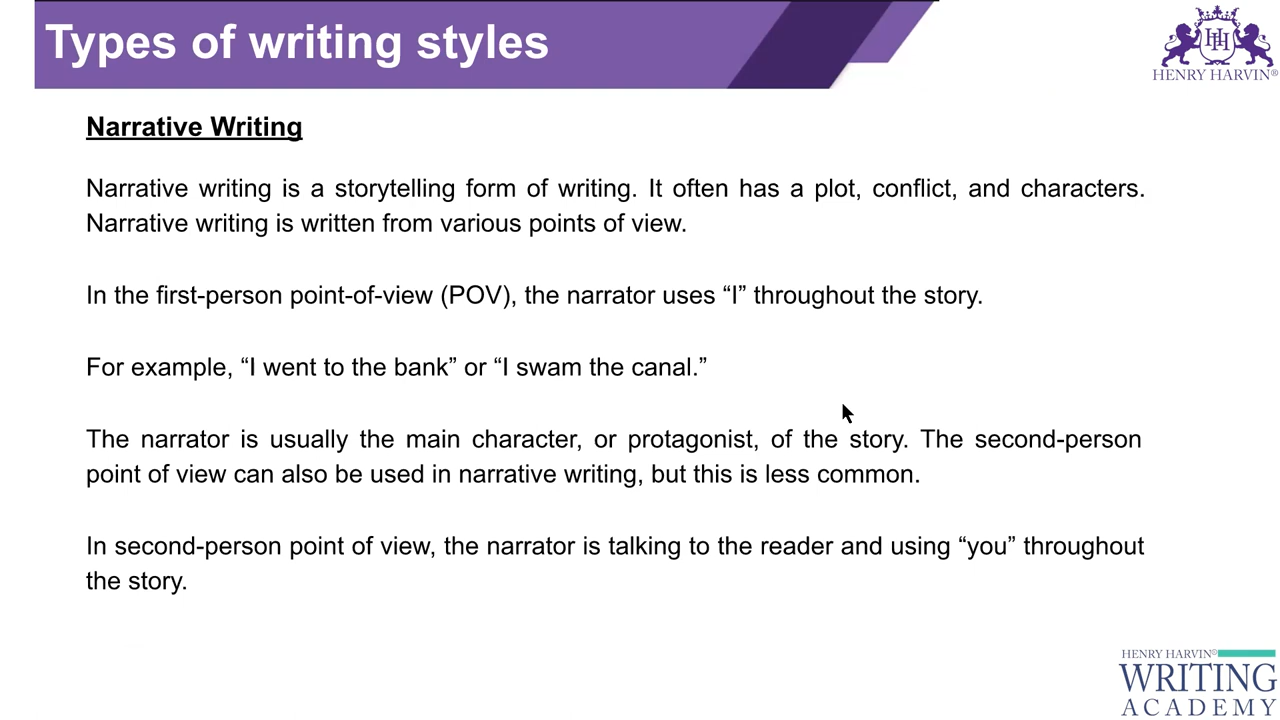 Types of writing styles
HENRY HARVIN®
Narrative Writing
Narrative writing is a storytelling form of writing. It often has a plot, conflict, and characters.
Narrative writing is written from various points of view.
In the first-person point-of-view (POV), the narrator uses “I” throughout the story.
For example, “I went to the bank” or “I swam the canal.”
The narrator is usually the main character, or protagonist, of the story. The second-person
point of view can also be used in narrative writing, but this is less common.
In second-person point of view, the narrator is talking to the reader and using “you” throughout
the story.
HENRY HARVIN®
WRITING
ACADEMY